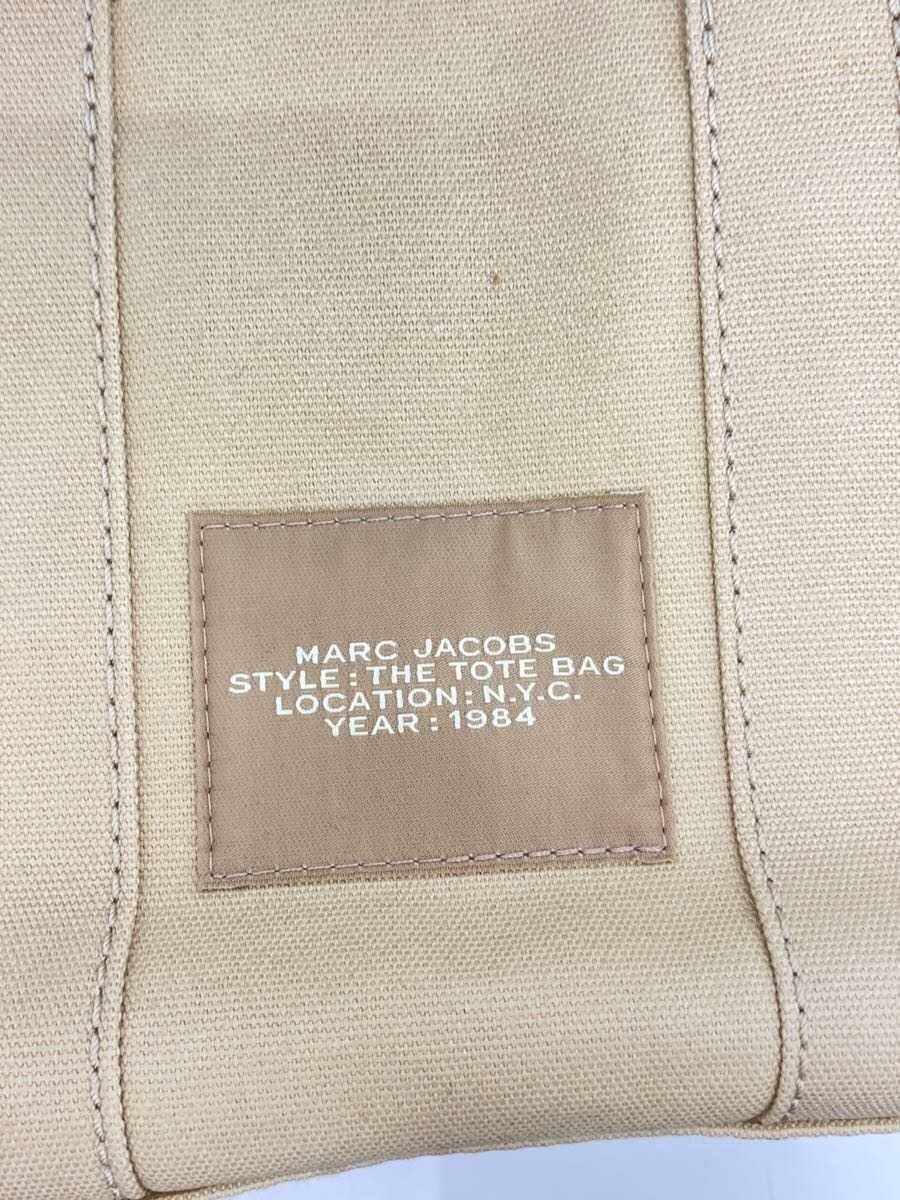 MARC JACOBS
STYLE : THE TOTE BAG
LOCATION : N.Y.C.
YEAR : 1984